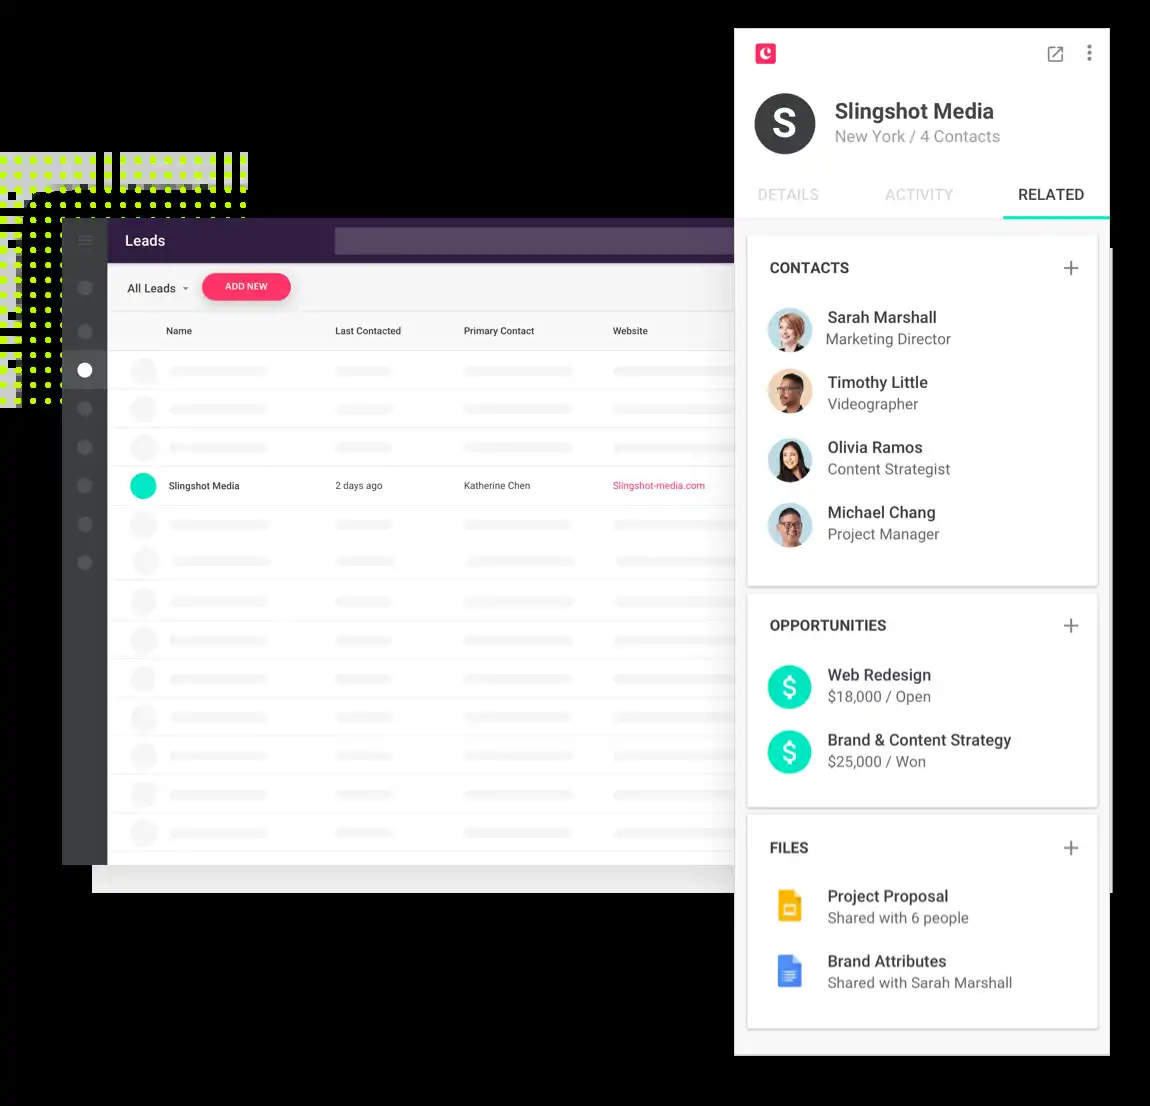 Leads
All Leads
ADD NEW
Name Last Contacted Primary Contact Website
Slingshot Media 2 days ago Katherine Chen Slingshot-media.com
S
Slingshot Media
New York / 4 Contacts
DETAILS ACTIVITY RELATED
CONTACTS
Sarah Marshall
Marketing Director
Timothy Little
Videographer
Olivia Ramos
Content Strategist
Michael Chang
Project Manager
OPPORTUNITIES
$
Web Redesign
$18,000 / Open
$
Brand & Content Strategy
$25,000 / Won
FILES
Project Proposal
Shared with 6 people
Brand Attributes
Shared with Sarah Marshall